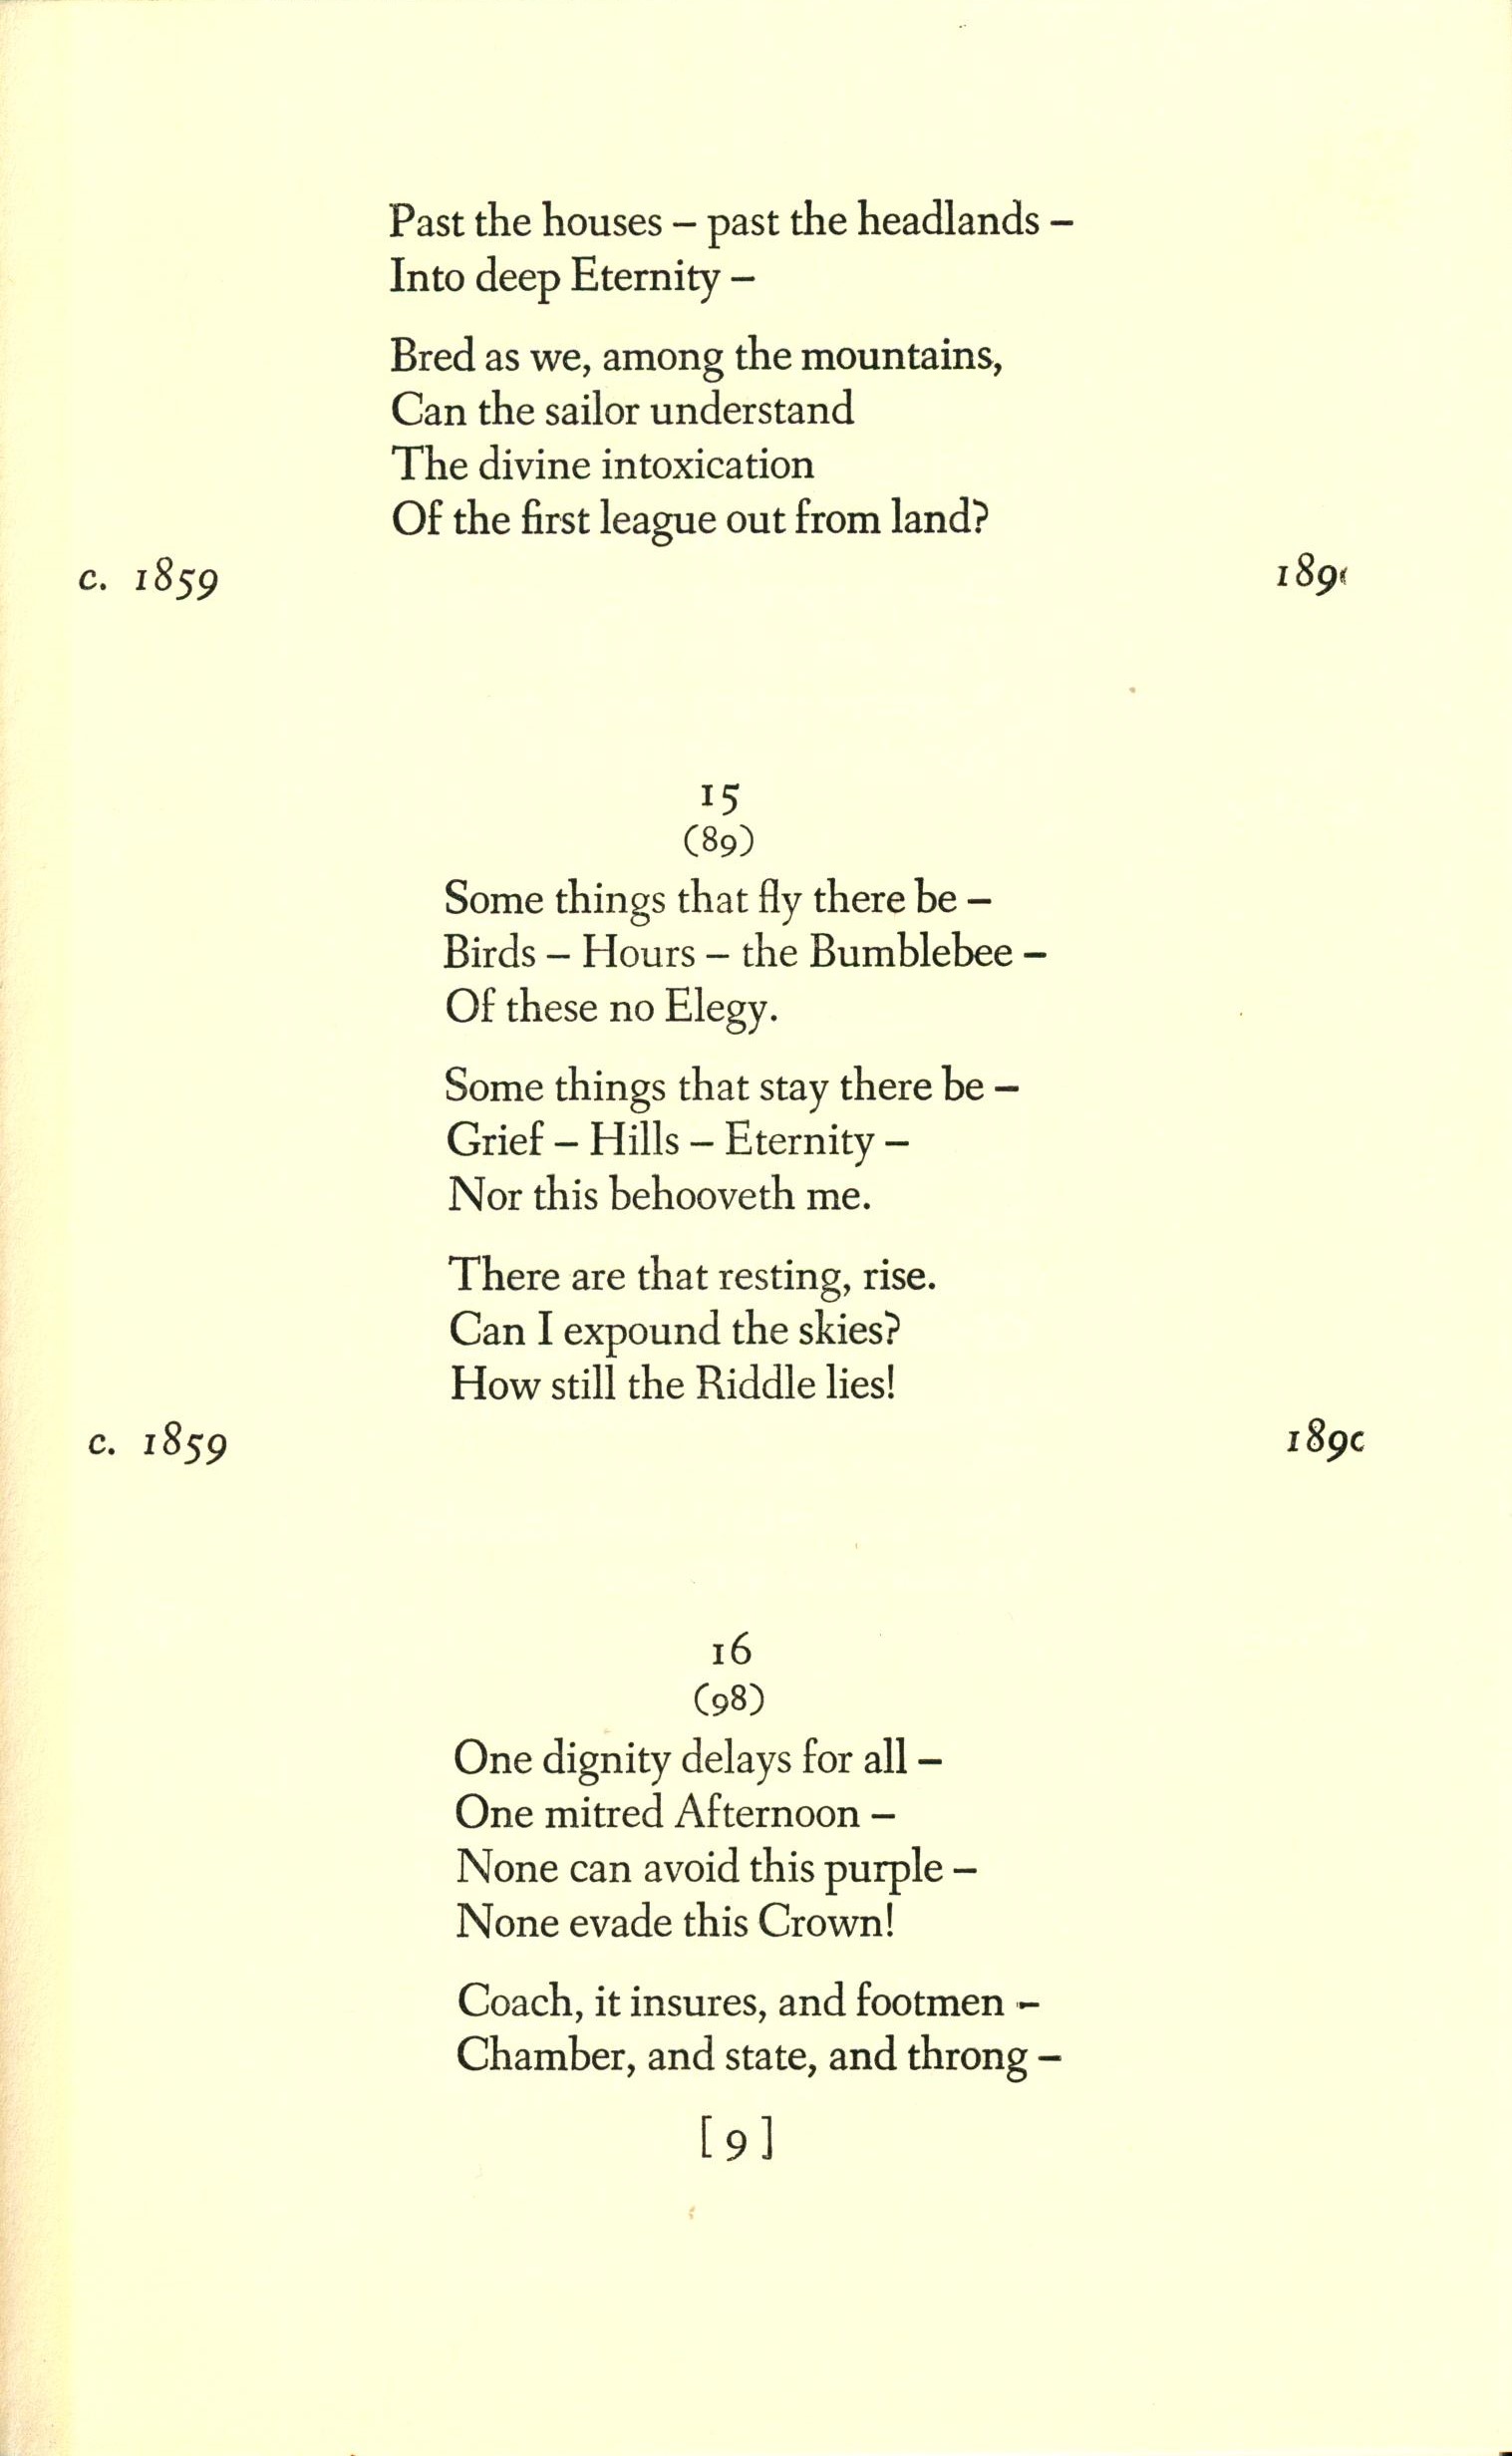 Past the houses – past the headlands –
Into deep Eternity –
Bred as we, among the mountains,
Can the sailor understand
The divine intoxication
Of the first league out from land?
c. 1859
15
(89)
Some things that fly there be –
Birds – Hours – the Bumblebee –
Of these no Elegy.
Some things that stay there be –
Grief – Hills – Eternity –
Nor this behooveth me.
There are that resting, rise.
Can I expound the skies?
How still the Riddle lies!
c. 1859
16
(98)
One dignity delays for all –
One mitred Afternoon –
None can avoid this purple –
None evade this Crown!
Coach, it insures, and footmen –
Chamber, and state, and throng –
[9]